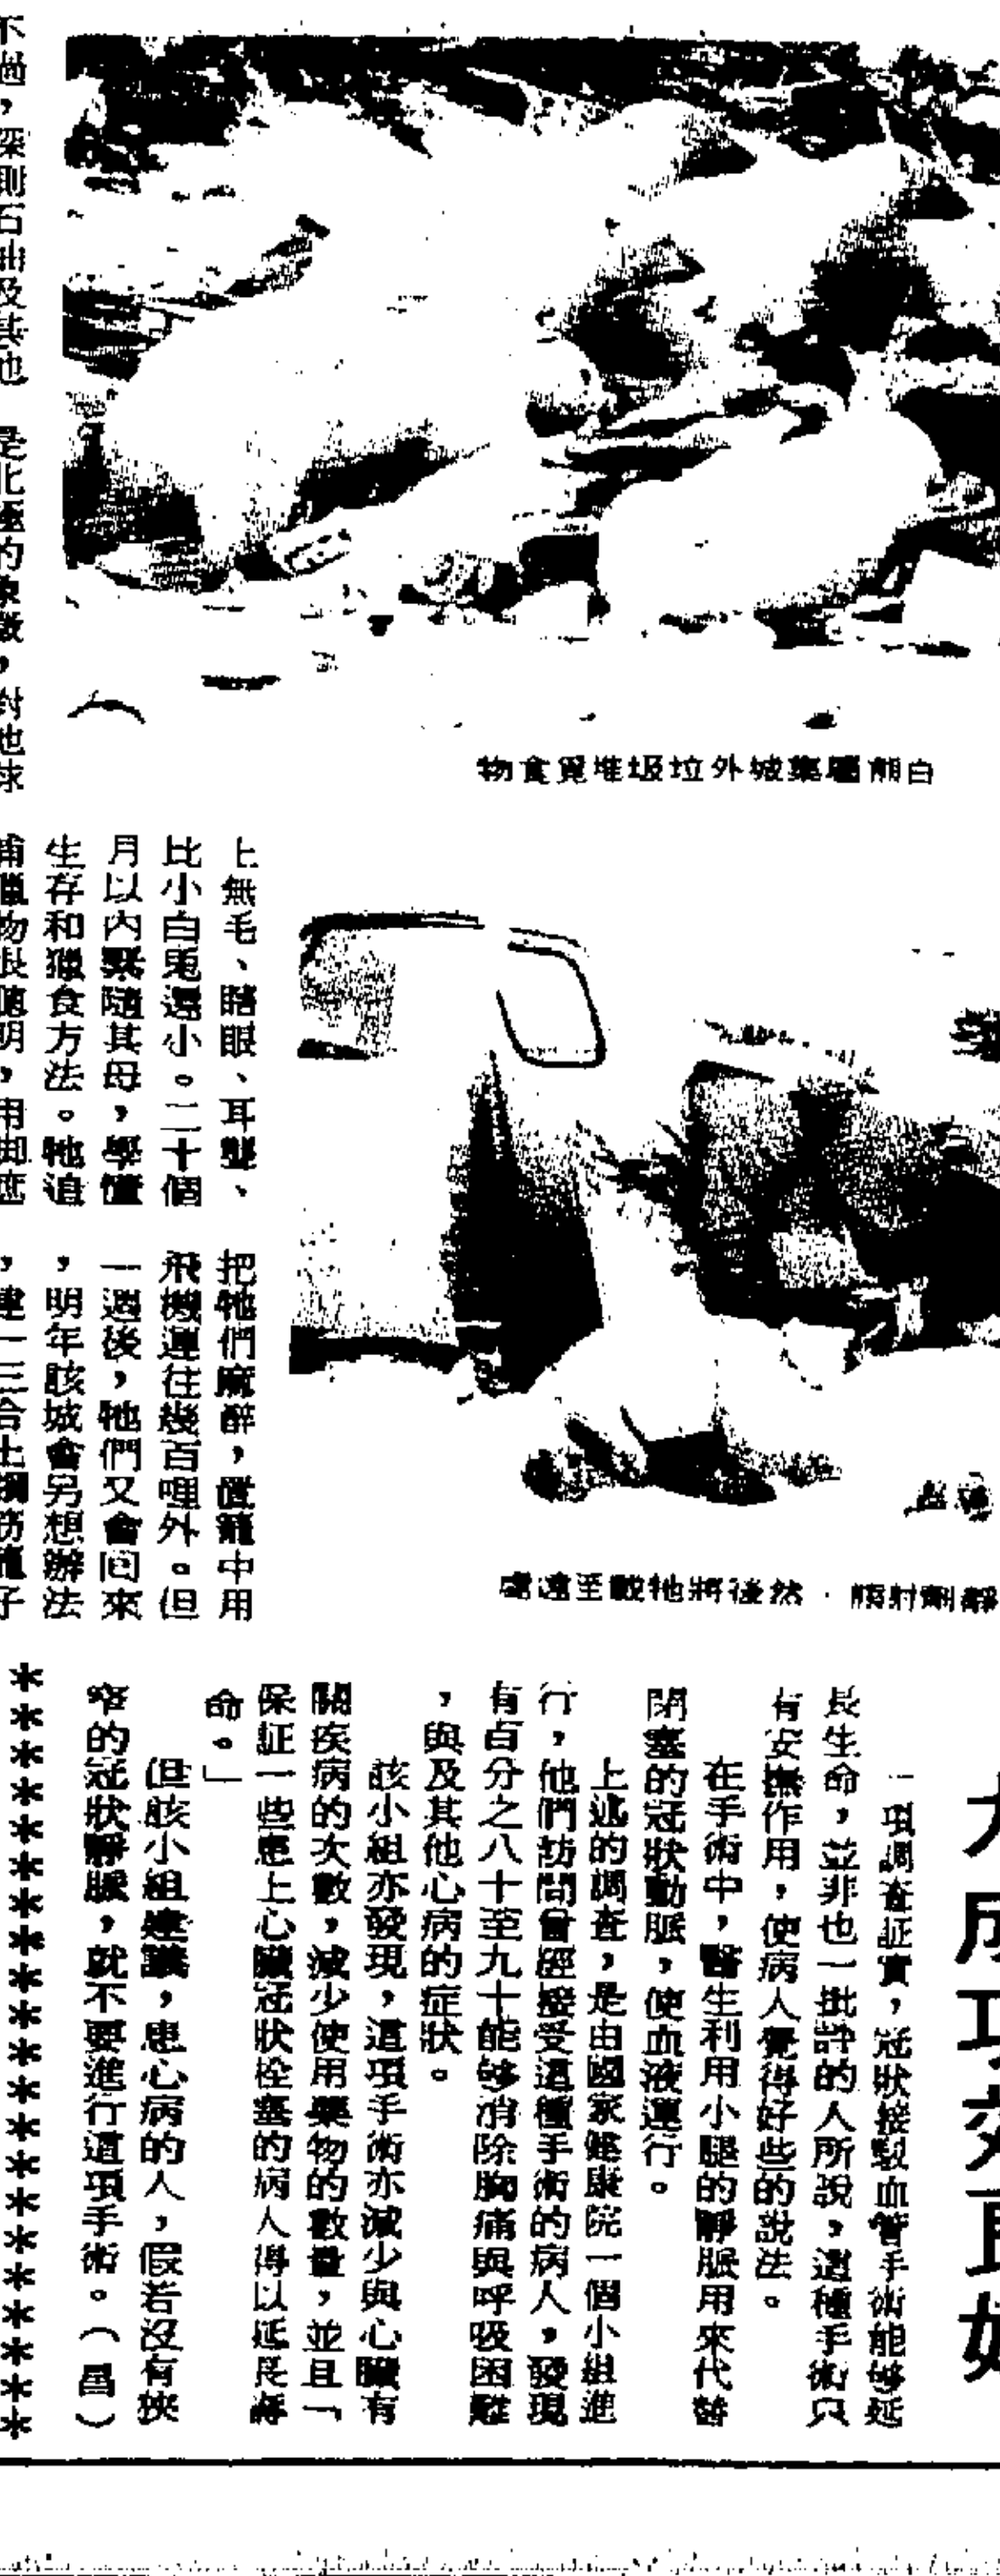 白熊驅集城外垃圾堆覓食物
不過，深測石油及其他
是北極的象徵，對地球
上無毛、瞎眼、耳聾、
比小白兎還小。二十個
月以內緊隨其母，學懂
生存和獵食方法。牠追
捕獵物很聰明，用脚遮
把牠們麻醉，置籠中用
飛機運往幾百哩外。但
一週後，牠們又會回來
，明年該城會另想辦法
，建一三合土鋼筋籠子
射劑靜 · 然後將牠載至遠處
一項調査証實，冠狀接駁血管手術能够延
長生命，並非也一批評的人所說，這種手術只
有安撫作用，使病人覺得好些的說法。
在手術中，醫生利用小腿的靜脈用來代替
閉塞的冠狀動脈，使血液運行。
上述的調査，是由國家健康院一個小組進
行，他們訪問曾經接受這種手術的病人，發現
有百分之八十至九十能够消除胸痛與呼吸困難
，與及其他心病的症狀。
該小組亦發現，這項手術亦減少與心臟有
關疾病的次數，減少使用藥物的數量，並且「
保証一些患上心臟冠狀栓塞的病人得以延長壽
命。」
但該小組建議，患心病的人，假若沒有狹
窄的冠狀靜脈，就不要進行這項手術。（昌）
＊＊＊＊＊＊＊＊＊＊＊＊＊＊＊＊＊＊＊＊＊